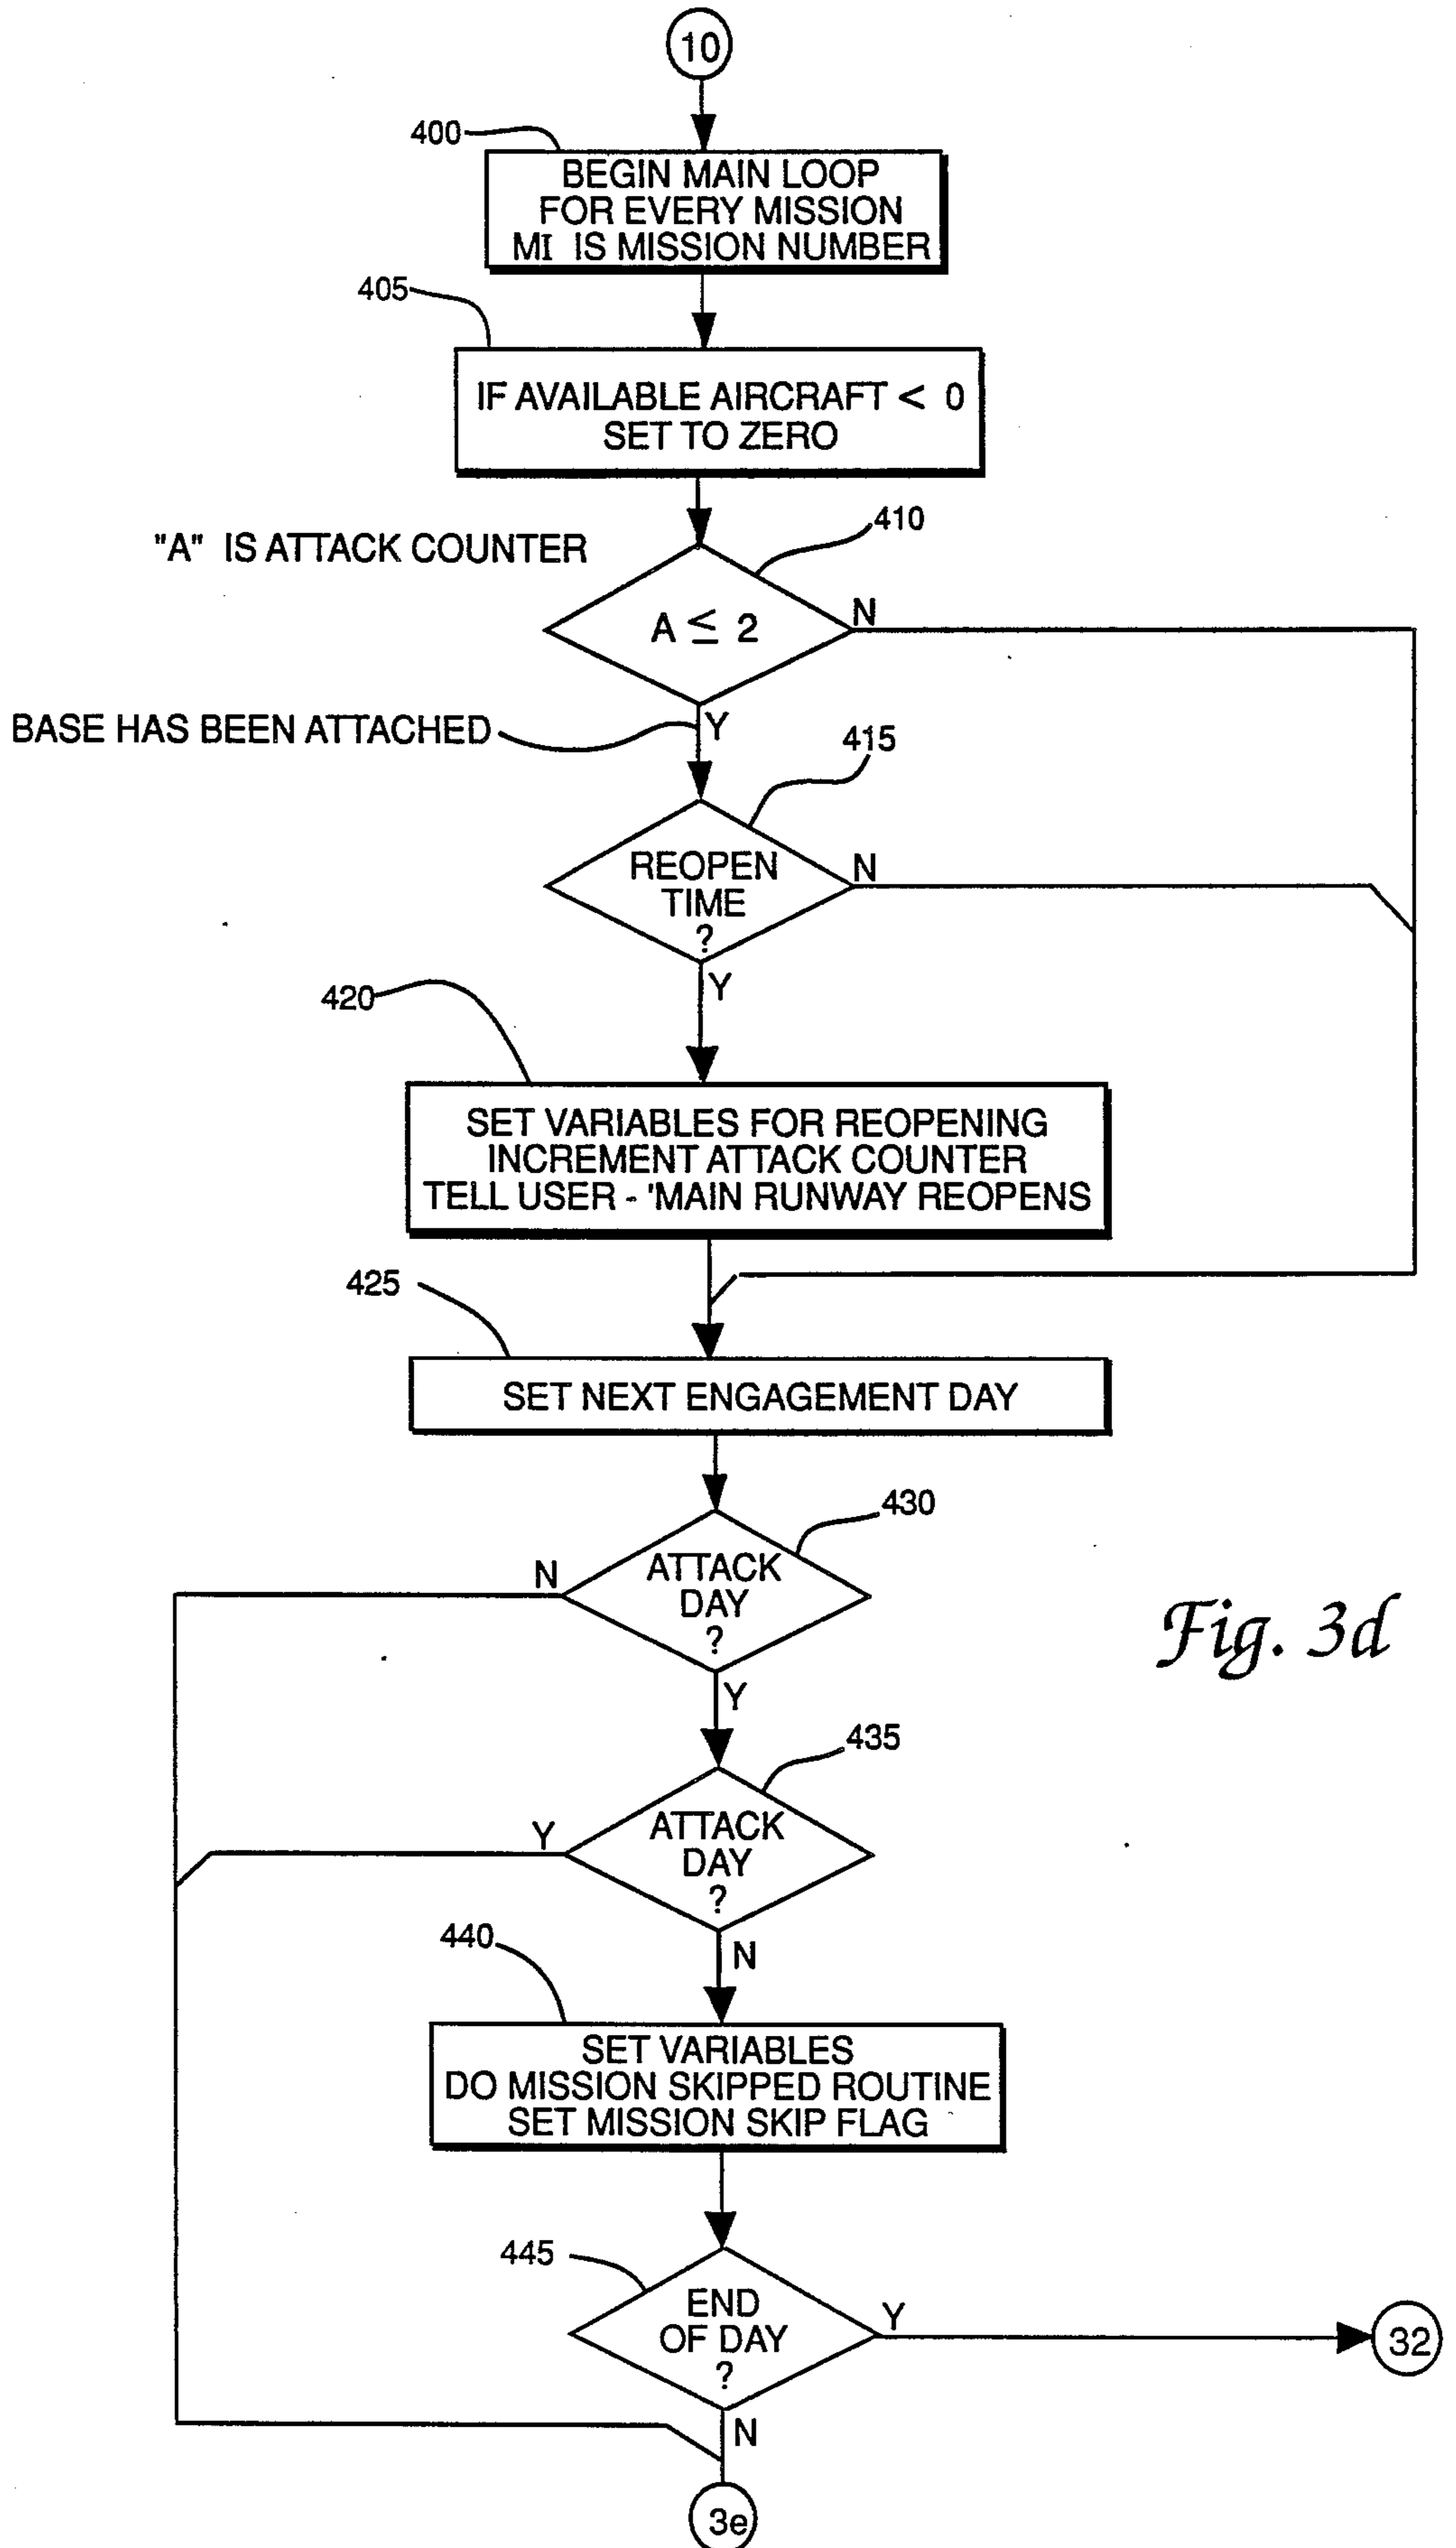 10
400
BEGIN MAIN LOOP
FOR EVERY MISSION
MI IS MISSION NUMBER
405
IF AVAILABLE AIRCRAFT < 0
SET TO ZERO
410
"A" IS ATTACK COUNTER
A ≤ 2
N
BASE HAS BEEN ATTACHED
Y
415
REOPEN
TIME
?
N
Y
420
SET VARIABLES FOR REOPENING
INCREMENT ATTACK COUNTER
TELL USER - 'MAIN RUNWAY REOPENS
425
SET NEXT ENGAGEMENT DAY
430
N
ATTACK
DAY
?
Fig. 3d
Y
435
Y
ATTACK
DAY
?
440
N
SET VARIABLES
DO MISSION SKIPPED ROUTINE
SET MISSION SKIP FLAG
445
END
OF DAY
?
Y
32
N
3e